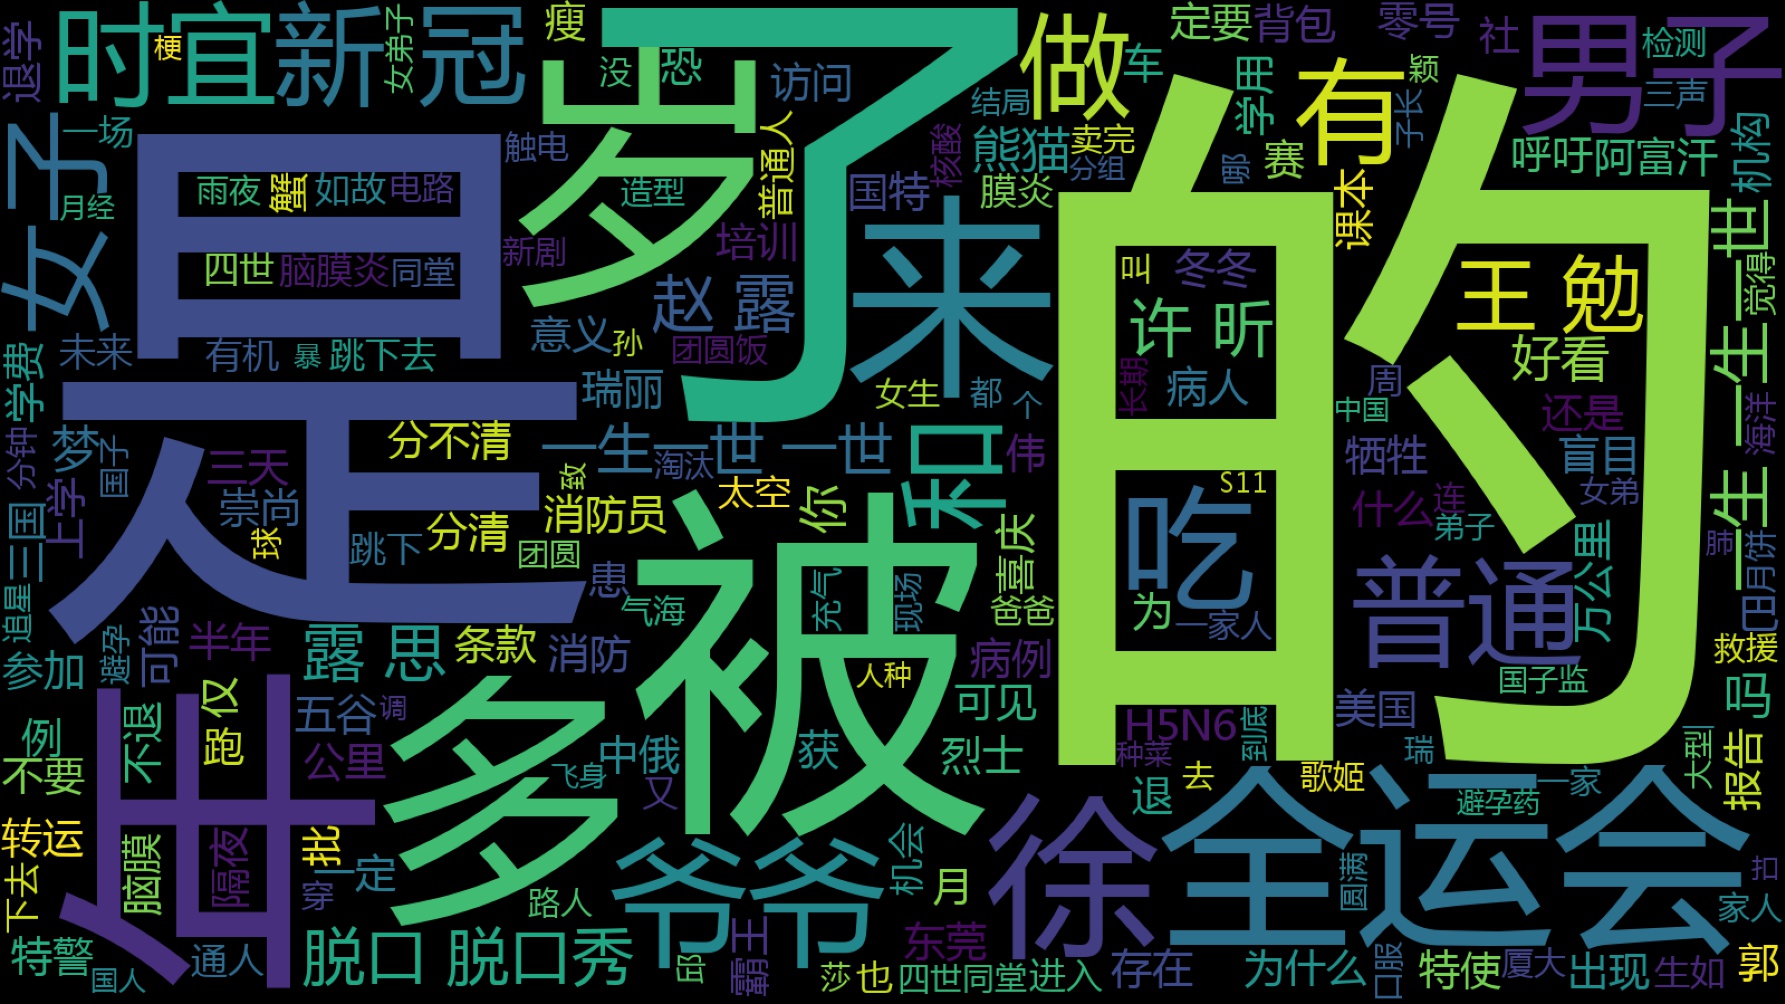 退学
时宜
梗
新冠
女弟子
瘦
没
恐
了
访问
做
车
定要
背包
零号
社
男子
检测
三声
女子
一场
是
岁
触电
普通人
结局
熊猫
卖完
分组
核酸
国特
膜炎
学用
有
赛
哪
颖
子长
课本
的
呼吁
阿富汗
机构
月经
雨夜
蟹
如故
电路
造型
四世
脑膜炎
同堂
新剧
培训
来
叫
冬冬
王勉
一生一世
觉得
未来
有机
暴
跳下去
意义
孙
赵露
团圆饭
许昕
好看
学费
瑞丽
女生
都
个
长期
病人
周
中国
还是
海洋
梦
国子
分钟
三天
崇尚
分不清
一生一世
一世
淘汰
和
伟
牺牲
盲目
一生
上学
三国
球
跳下
分清
致
消防员
团圆
太空
你
被
S11
吃
什么
连
弟子
女弟
肺
巴月饼
追星
患
气海
充气
现场
喜庆
爸爸
为
一家人
普通
万公里
参加
避孕
可能
半年
露思
条款
消防
人种
病例
国子监
救援
年
仅
五谷
调
多
中俄
获
可见
H5N6
到底
美国
吗
例
不退
跑
公里
飞身
又
烈士
种菜
瑞
大型
报告
不要
退
去
歌姬
避孕药
一家
转运
脑膜
隔夜
批
一定
爷爷
机会
月
徐
全运会
圆满
扣
下去
穿
路人
家人
特警
国人
通人
脱口
脱口秀
邱
霸王
莎
也
东莞
四世同堂
进入
存在
为什么
口服
特使
厦大
出现
生如
郭